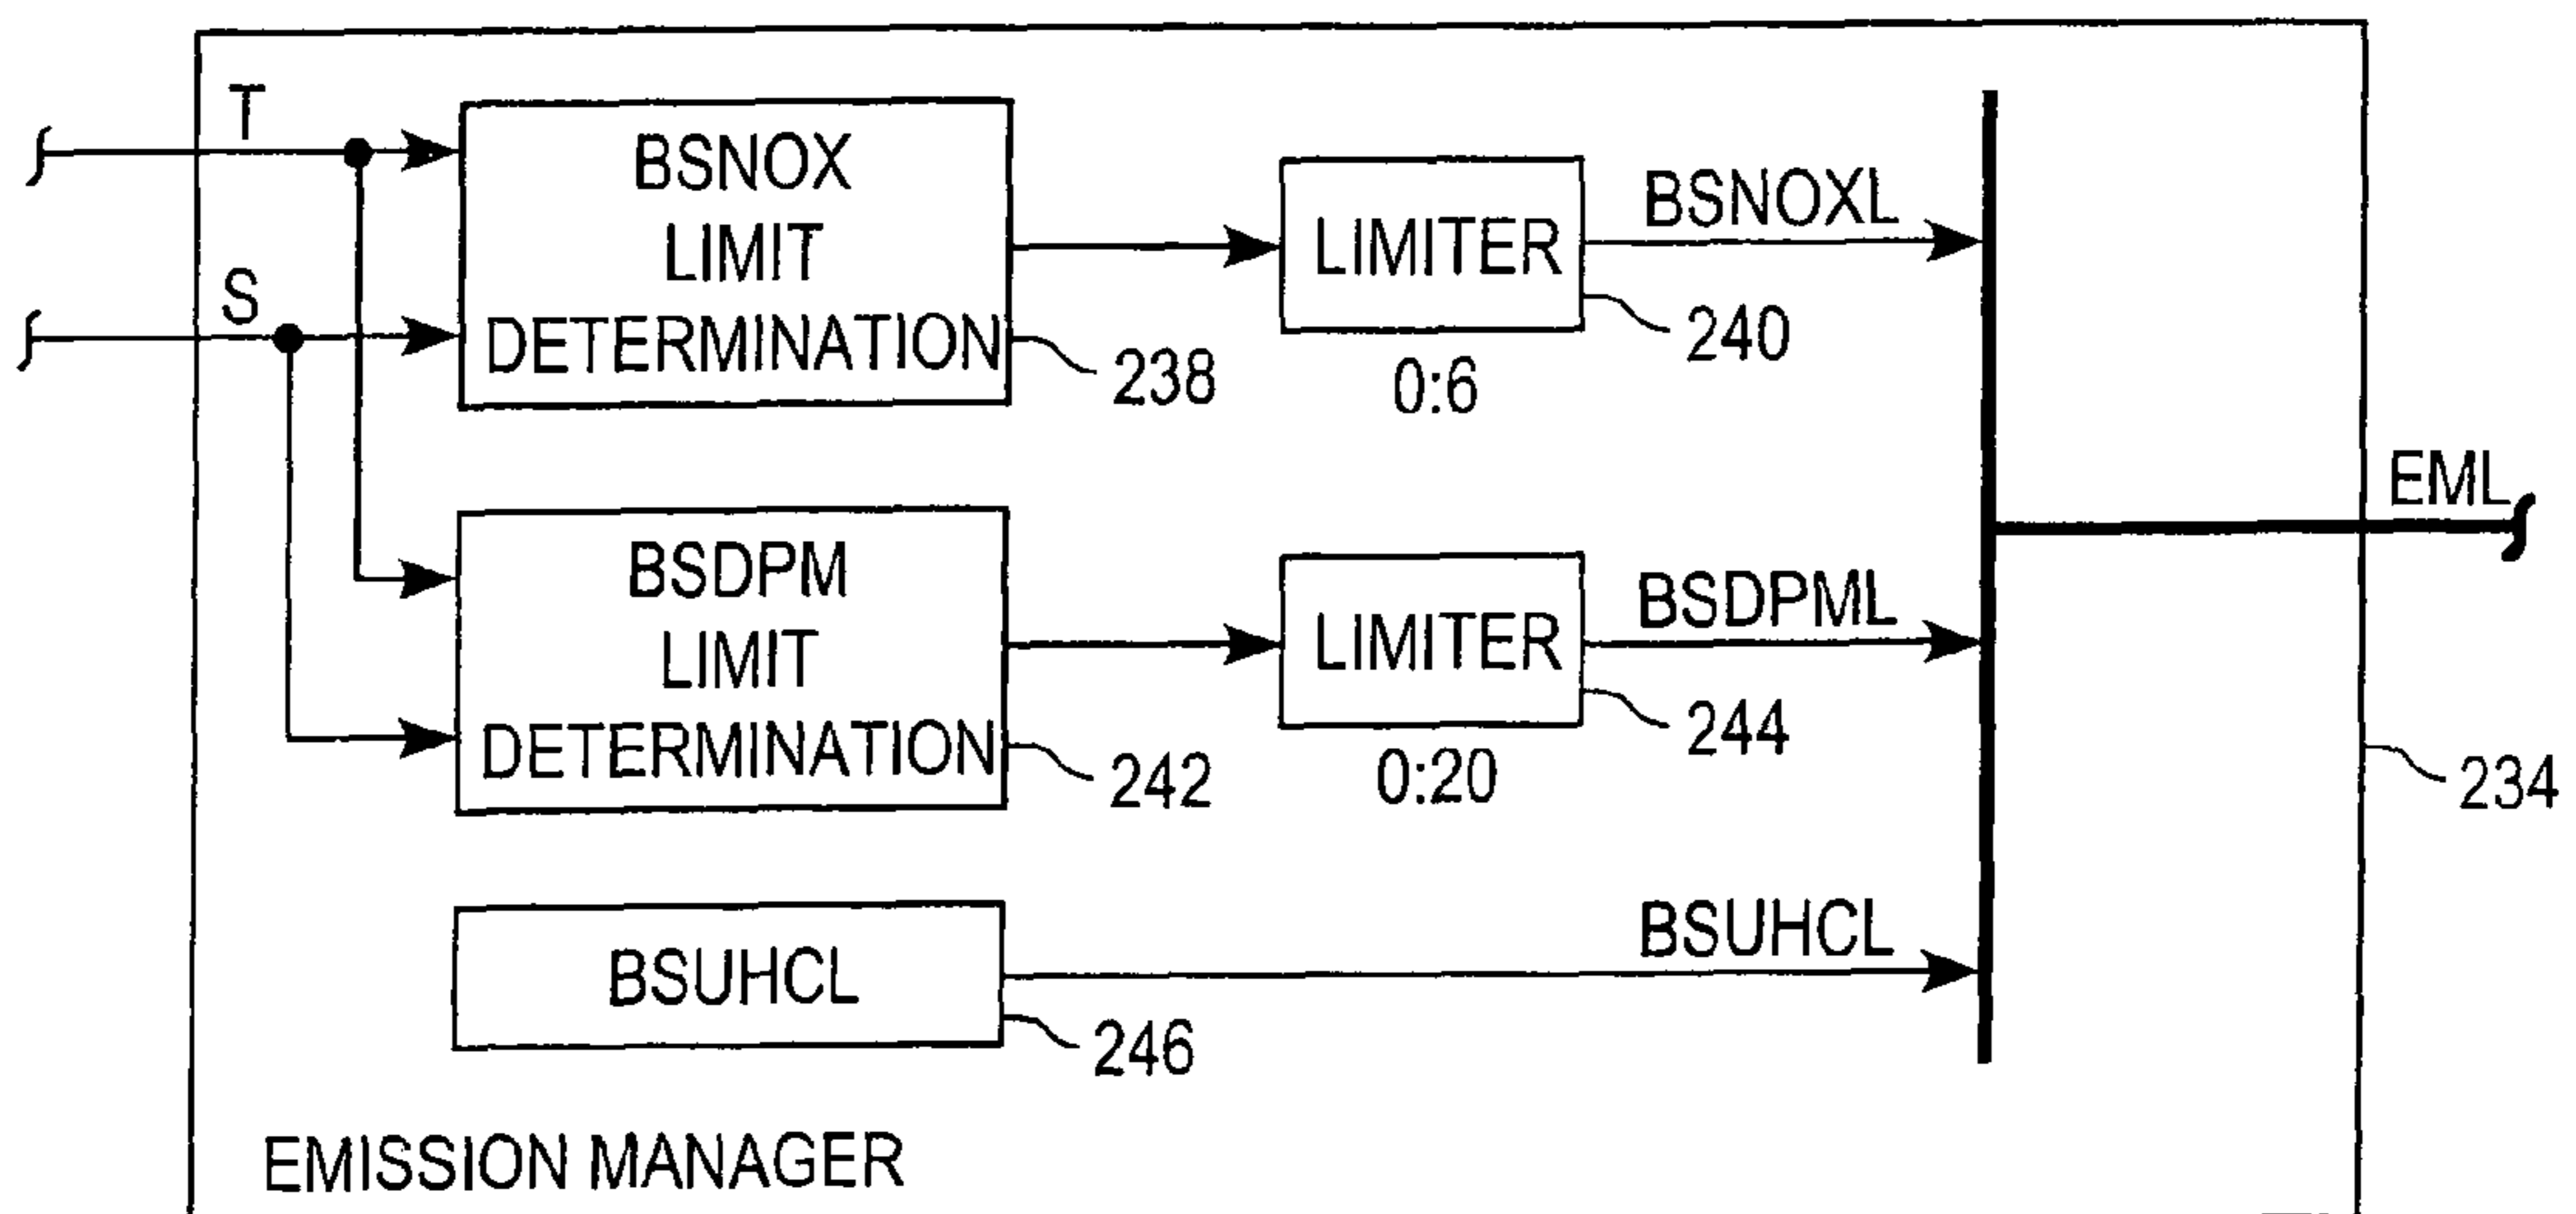 T
S
BSNOX
LIMIT
DETERMINATION
238
LIMITER
240
0:6
BSNOXL
BSDPM
LIMIT
DETERMINATION
242
LIMITER
244
0:20
BSDPML
EML
234
BSUHCL
246
BSUHCL
EMISSION MANAGER